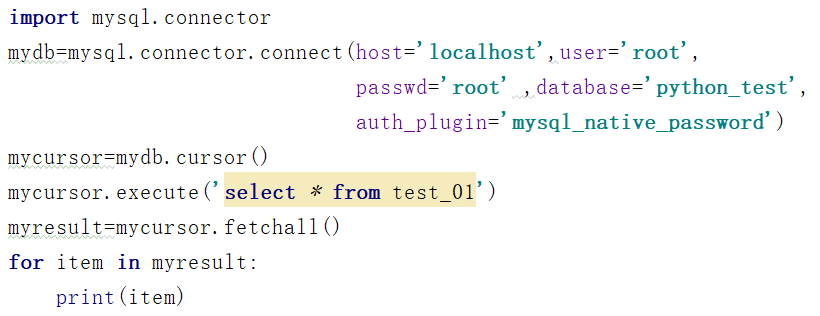 import mysql.connector
mydb=mysql.connector.connect(host='localhost',user='root',
                             passwd='root' ,database='python_test',
                             auth_plugin='mysql_native_password')
mycursor=mydb.cursor()
mycursor.execute('select * from test_01')
myresult=mycursor.fetchall()
for item in myresult:
    print(item)